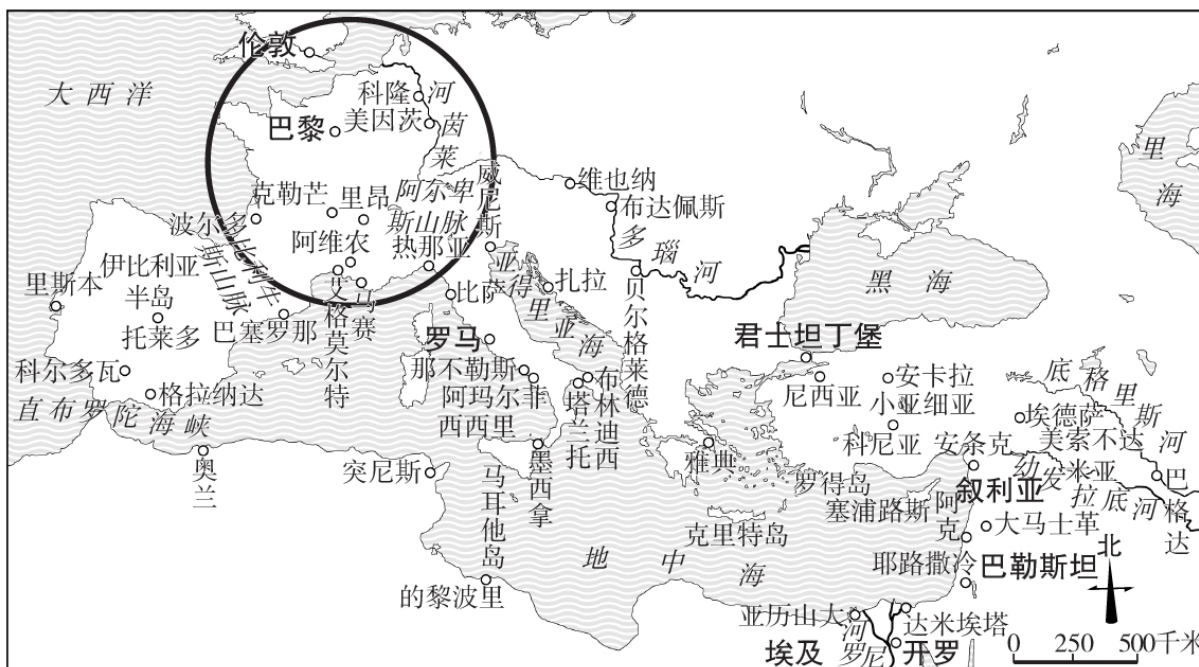 伦敦
大西洋
科隆
美因茨
莱茵河
巴黎
克勒芒
里昂
阿尔卑
斯山脉
威尼斯
维也纳
布达佩斯
多瑙河
里海
波尔多
比利牛
斯山脉
阿维农
热那亚
里斯本
伊比利亚
半岛
托莱多
巴塞罗那
艾格莫尔特
马赛
比萨
亚得里亚海
扎拉
贝尔格莱德
黑海
罗马
君士坦丁堡
科尔多瓦
格拉纳达
直布罗陀海峡
那不勒斯
阿玛尔菲
西西里
塔兰托
布林迪西
尼西亚
安卡拉
小亚细亚
科尼亚
底格里斯河
埃德萨
美索不达
米亚
安条克
幼发拉底河
巴格达
奥兰
突尼斯
马耳他岛
墨西拿
雅典
罗得岛
塞浦路斯
叙利亚
阿克
大马士革
克里特岛
地中海
耶路撒冷
巴勒斯坦
北
的黎波里
亚历山大
达米埃塔
埃及
尼罗河
开罗
0 250 500千米